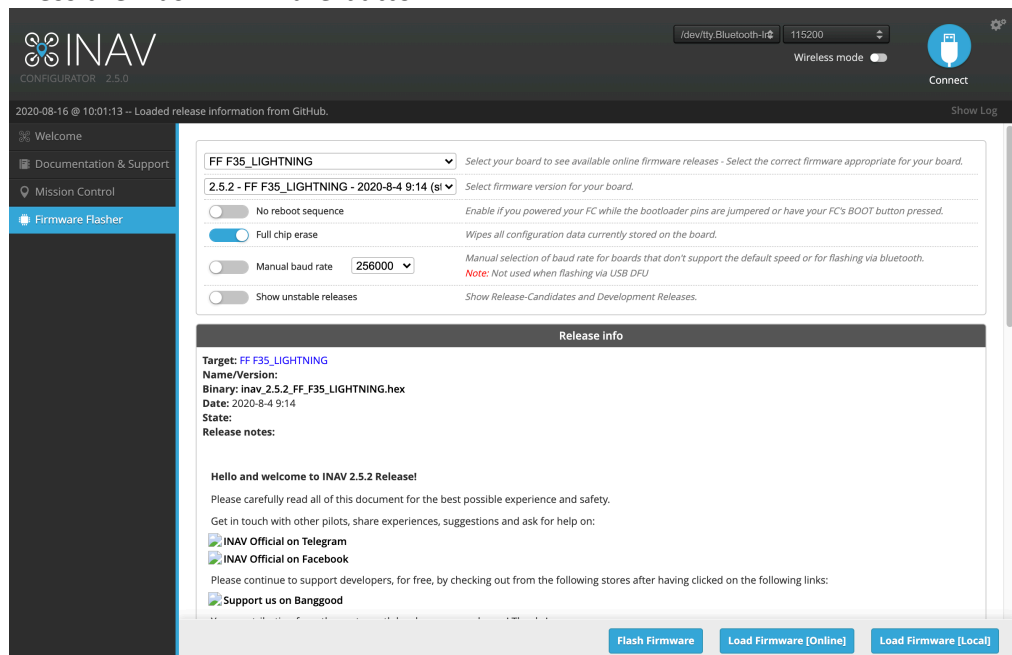 INAV
CONFIGURATOR 2.5.0
/dev/tty.Bluetooth-In
115200
Wireless mode
Connect
2020-08-16 @ 10:01:13 -- Loaded release information from GitHub.
Show Log
Welcome
Documentation & Support
Mission Control
Firmware Flasher
FF F35_LIGHTNING
Select your board to see available online firmware releases - Select the correct firmware appropriate for your board.
2.5.2 - FF F35_LIGHTNING - 2020-8-4 9:14 (st
Select firmware version for your board.
No reboot sequence
Enable if you powered your FC while the bootloader pins are jumpered or have your FC's BOOT button pressed.
Full chip erase
Wipes all configuration data currently stored on the board.
Manual baud rate
256000
Manual selection of baud rate for boards that don't support the default speed or for flashing via bluetooth.
Note: Not used when flashing via USB DFU
Show unstable releases
Show Release-Candidates and Development Releases.
Release info
Target: FF F35_LIGHTNING
Name/Version:
Binary: inav_2.5.2_FF_F35_LIGHTNING.hex
Date: 2020-8-4 9:14
State:
Release notes:
Hello and welcome to INAV 2.5.2 Release!
Please carefully read all of this document for the best possible experience and safety.
Get in touch with other pilots, share experiences, suggestions and ask for help on:
INAV Official on Telegram
INAV Official on Facebook
Please continue to support developers, for free, by checking out from the following stores after having clicked on the following links:
Support us on Banggood
Flash Firmware
Load Firmware [Online]
Load Firmware [Local]